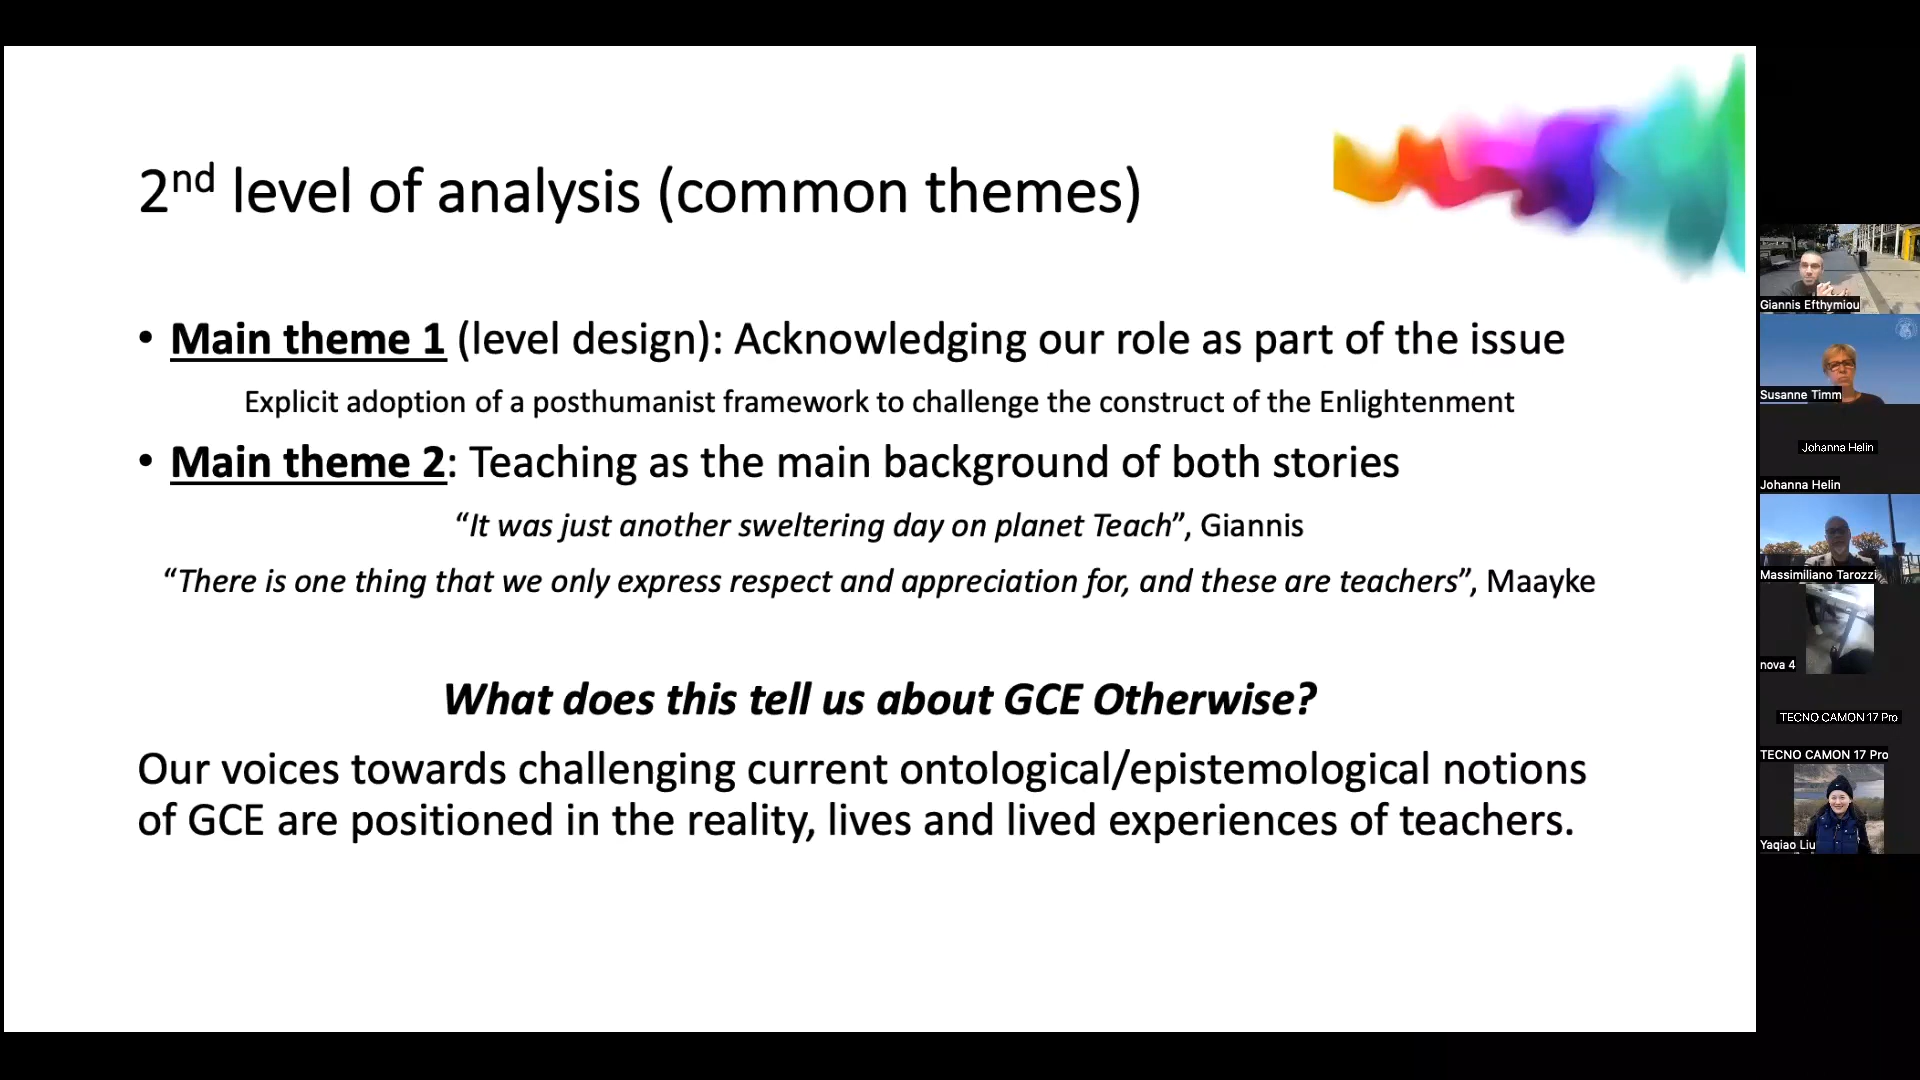 2nd level of analysis (common themes)
• Main theme 1 (level design): Acknowledging our role as part of the issue
Explicit adoption of a posthumanist framework to challenge the construct of the Enlightenment
• Main theme 2: Teaching as the main background of both stories
“It was just another sweltering day on planet Teach”, Giannis
“There is one thing that we only express respect and appreciation for, and these are teachers”, Maayke
What does this tell us about GCE Otherwise?
Our voices towards challenging current ontological/epistemological notions
of GCE are positioned in the reality, lives and lived experiences of teachers.
Giannis Efthymiou
Susanne Timm
Johanna Helin
Johanna Helin
Massimiliano Tarozzi
nova 4
TECNO CAMON 17 Pro
TECNO CAMON 17 Pro
Yaqiao Liu